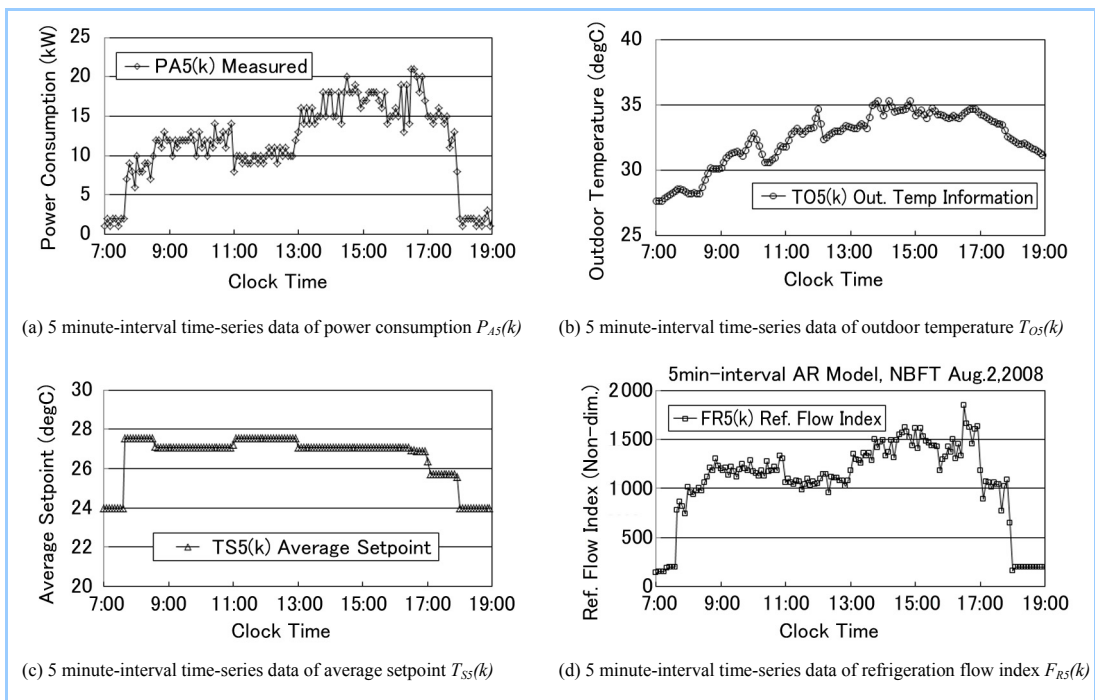 Power Consumption (kW)
25
20
15
10
5
0
PA5(k) Measured
7:00 9:00 11:00 13:00 15:00 17:00 19:00
Clock Time
(a) 5 minute-interval time-series data of power consumption PA5(k)
Outdoor Temperature (degC)
40
35
30
25
TO5(k) Out. Temp Information
7:00 9:00 11:00 13:00 15:00 17:00 19:00
Clock Time
(b) 5 minute-interval time-series data of outdoor temperature TO5(k)
Average Setpoint (degC)
30
28
26
24
22
20
TS5(k) Average Setpoint
7:00 9:00 11:00 13:00 15:00 17:00 19:00
Clock Time
(c) 5 minute-interval time-series data of average setpoint TS5(k)
5min-interval AR Model, NBFT Aug.2,2008
Ref. Flow Index (Non-dim.)
2000
1500
1000
500
0
FR5(k) Ref. Flow Index
7:00 9:00 11:00 13:00 15:00 17:00 19:00
Clock Time
(d) 5 minute-interval time-series data of refrigeration flow index FR5(k)